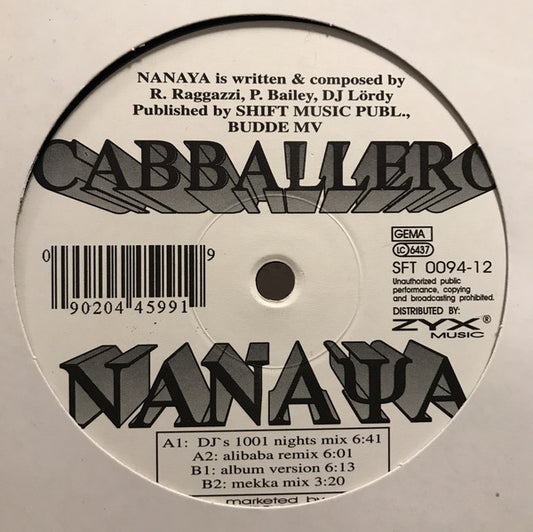 NANAYA is written & composed by
R. Raggazzi, P. Bailey, DJ Lördy
Published by SHIFT MUSIC PUBL.,
BUDDE MV
CABBALLERO
0 90204 45991 9
GEMA
LC 6437
SFT 0094-12
Unauthorized public
performance, copying
and broadcasting prohibited.
DISTRIBUTED BY:
ZYX®
MUSIC
NANAΨA
A1: DJ`s 1001 nights mix 6:41
A2: alibaba remix 6:01
B1: album version 6:13
B2: mekka mix 3:20
marketed by